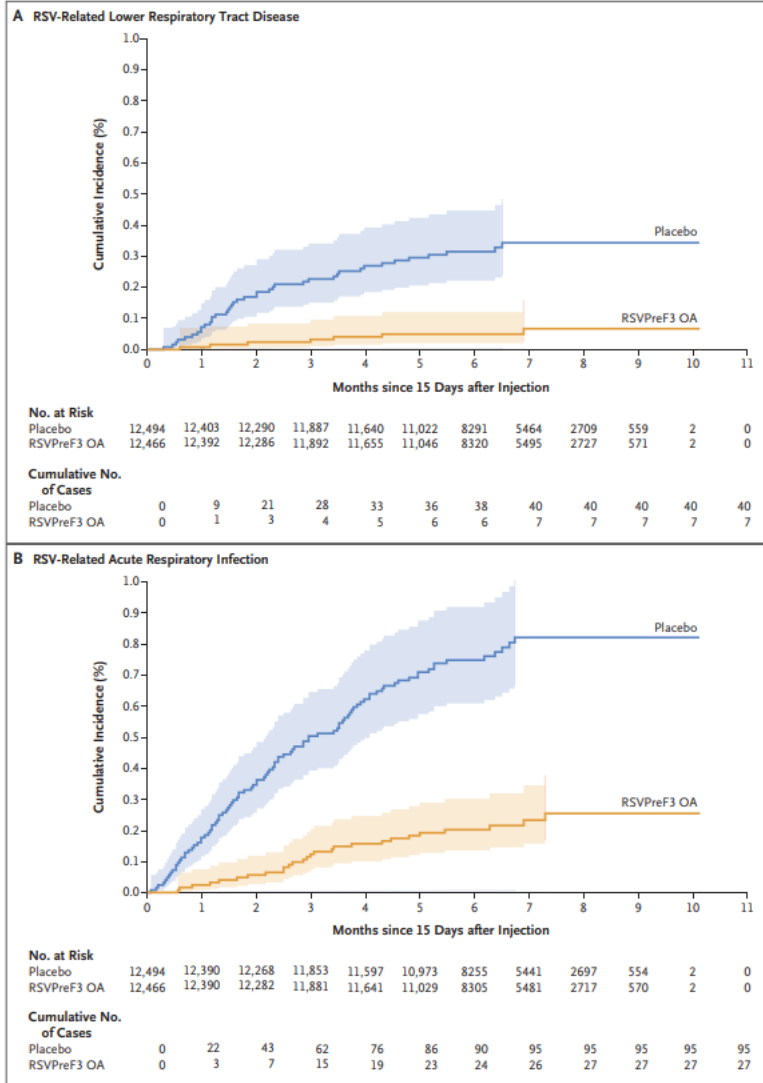 A RSV-Related Lower Respiratory Tract Disease
1.0
0.9
0.8
0.7
0.6
0.5
0.4
0.3
0.2
0.1
0.0
Cumulative Incidence (%)
Placebo
RSVPreF3 OA
0 1 2 3 4 5 6 7 8 9 10 11
Months since 15 Days after Injection
No. at Risk
Placebo 12,494 12,403 12,290 11,887 11,640 11,022 8291 5464 2709 559 2 0
RSVPreF3 OA 12,466 12,392 12,286 11,892 11,655 11,046 8320 5495 2727 571 2 0
Cumulative No.
of Cases
Placebo 0 9 21 28 33 36 38 40 40 40 40 40
RSVPreF3 OA 0 1 3 4 5 6 6 7 7 7 7 7
B RSV-Related Acute Respiratory Infection
1.0
0.9
0.8
0.7
0.6
0.5
0.4
0.3
0.2
0.1
0.0
Cumulative Incidence (%)
Placebo
RSVPreF3 OA
0 1 2 3 4 5 6 7 8 9 10 11
Months since 15 Days after Injection
No. at Risk
Placebo 12,494 12,390 12,268 11,853 11,597 10,973 8255 5441 2697 554 2 0
RSVPreF3 OA 12,466 12,390 12,282 11,881 11,641 11,029 8305 5481 2717 570 2 0
Cumulative No.
of Cases
Placebo 0 22 43 62 76 86 90 95 95 95 95 95
RSVPreF3 OA 0 3 7 15 19 23 24 26 27 27 27 27